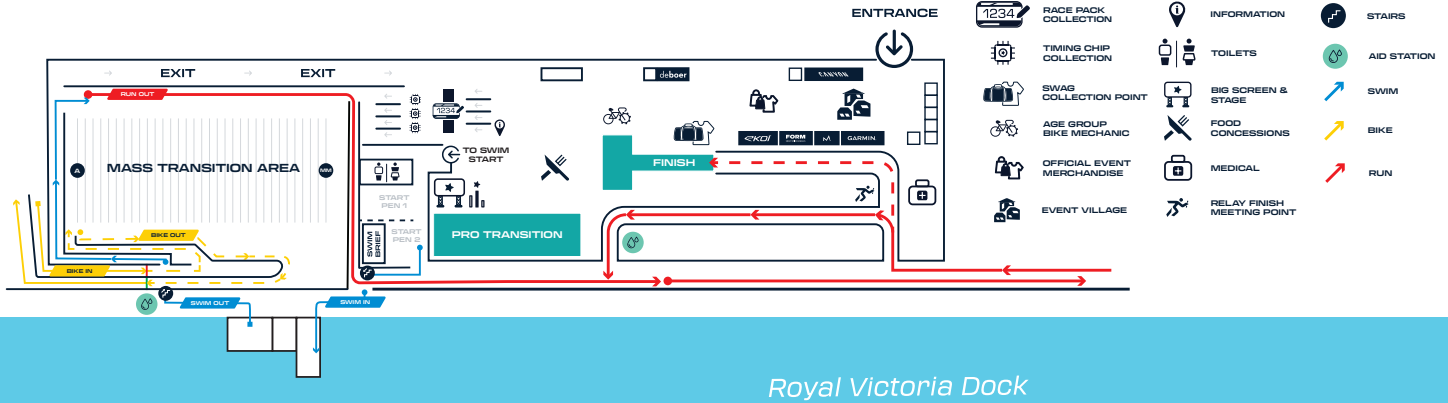 ENTRANCE
1234
RACE PACK
COLLECTION
INFORMATION
STAIRS
TIMING CHIP
COLLECTION
TOILETS
AID STATION
SWAG
COLLECTION POINT
BIG SCREEN &
STAGE
SWIM
AGE GROUP
BIKE MECHANIC
FOOD
CONCESSIONS
BIKE
OFFICIAL EVENT
MERCHANDISE
MEDICAL
RUN
EVENT VILLAGE
RELAY FINISH
MEETING POINT
EXIT
EXIT
deboer
CANYON
RUN OUT
1234
ekoi
FORM
GARMIN
TO SWIM
START
FINISH
A
MASS TRANSITION AREA
MM
START
PEN 1
START
PEN 2
SWIM
BRIEF
PRO TRANSITION
BIKE OUT
BIKE IN
SWIM OUT
SWIM IN
Royal Victoria Dock